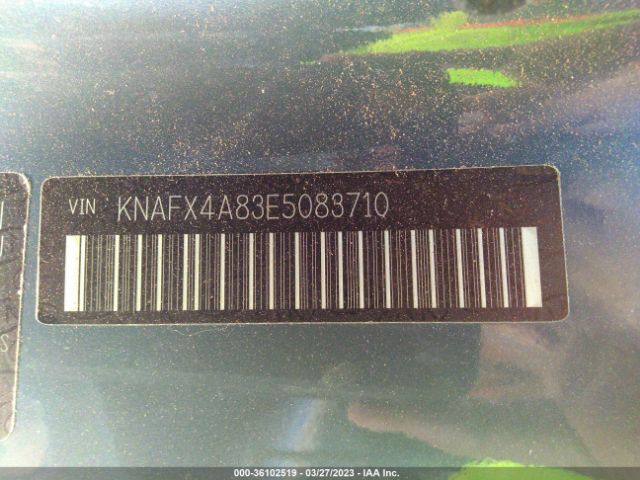 VIN KNAFX4A83E5083710
S
000-36102519 - 03/27/2023 - IAA Inc.